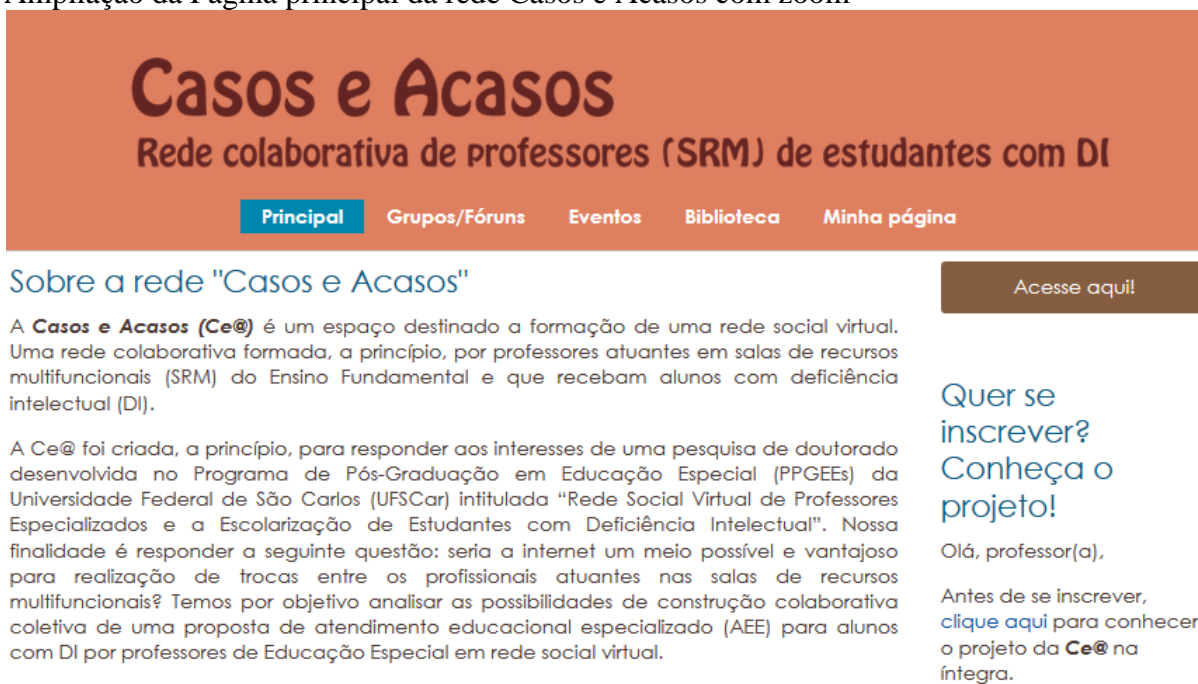 Ampliação da Página principal da rede Casos e Acasos com zoom
Casos e Acasos
Rede colaborativa de professores (SRM) de estudantes com DI
Principal Grupos/Fóruns Eventos Biblioteca Minha página
Sobre a rede "Casos e Acasos"
A Casos e Acasos (Ce@) é um espaço destinado a formação de uma rede social virtual.
Uma rede colaborativa formada, a princípio, por professores atuantes em salas de recursos
multifuncionais (SRM) do Ensino Fundamental e que recebam alunos com deficiência
intelectual (DI).
A Ce@ foi criada, a princípio, para responder aos interesses de uma pesquisa de doutorado
desenvolvida no Programa de Pós-Graduação em Educação Especial (PPGEEs) da
Universidade Federal de São Carlos (UFSCar) intitulada “Rede Social Virtual de Professores
Especializados e a Escolarização de Estudantes com Deficiência Intelectual”. Nossa
finalidade é responder a seguinte questão: seria a internet um meio possível e vantajoso
para realização de trocas entre os profissionais atuantes nas salas de recursos
multifuncionais? Temos por objetivo analisar as possibilidades de construção colaborativa
coletiva de uma proposta de atendimento educacional especializado (AEE) para alunos
com DI por professores de Educação Especial em rede social virtual.
Acesse aqui!
Quer se
inscrever?
Conheça o
projeto!
Olá, professor(a),
Antes de se inscrever,
clique aqui para conhecer
o projeto da Ce@ na
íntegra.